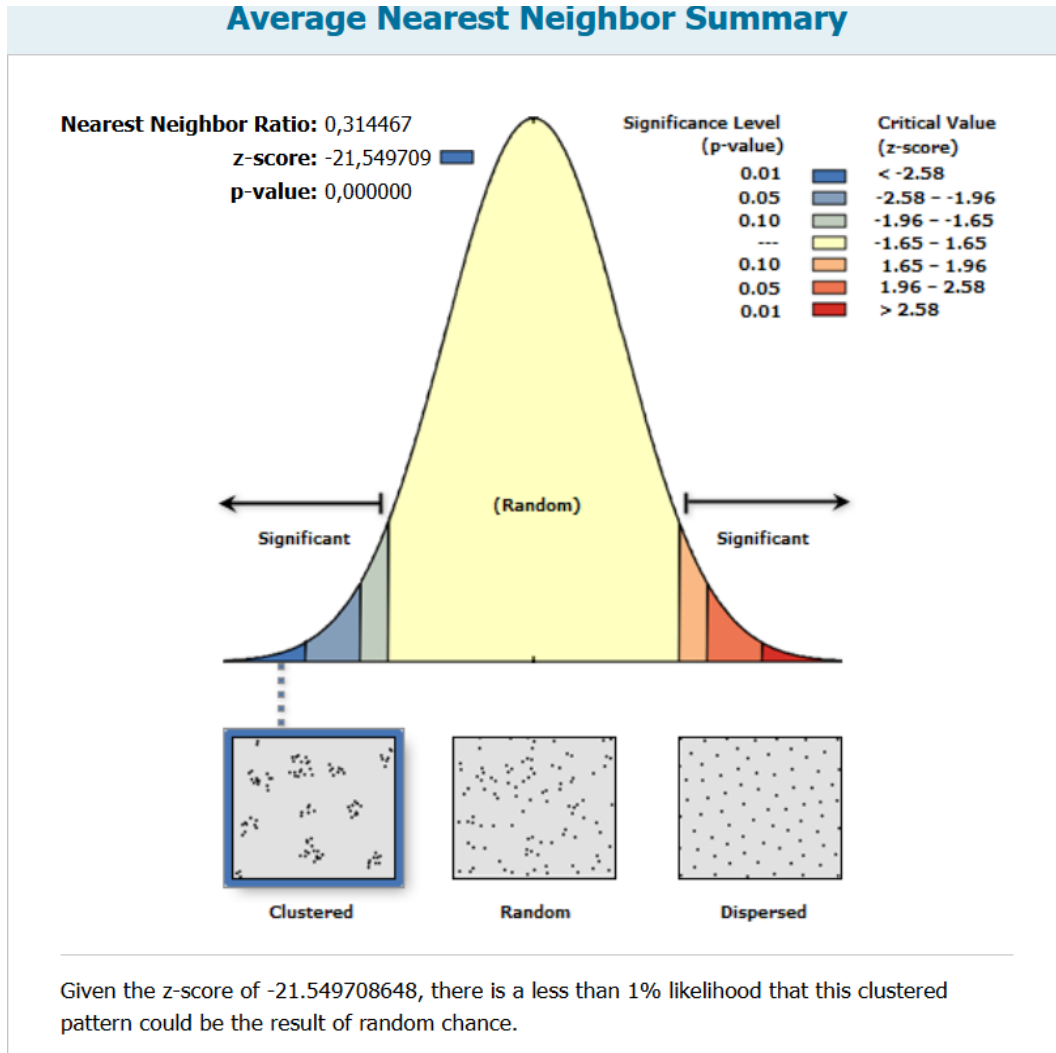 Average Nearest Neighbor Summary
Nearest Neighbor Ratio: 0,314467
z-score: -21,549709
p-value: 0,000000
Significance Level
(p-value)
Critical Value
(z-score)
0.01 < -2.58
0.05 -2.58 – -1.96
0.10 -1.96 – -1.65
--- -1.65 – 1.65
0.10 1.65 – 1.96
0.05 1.96 – 2.58
0.01 > 2.58
(Random)
Significant
Significant
Clustered
Random
Dispersed
Given the z-score of -21.549708648, there is a less than 1% likelihood that this clustered
pattern could be the result of random chance.